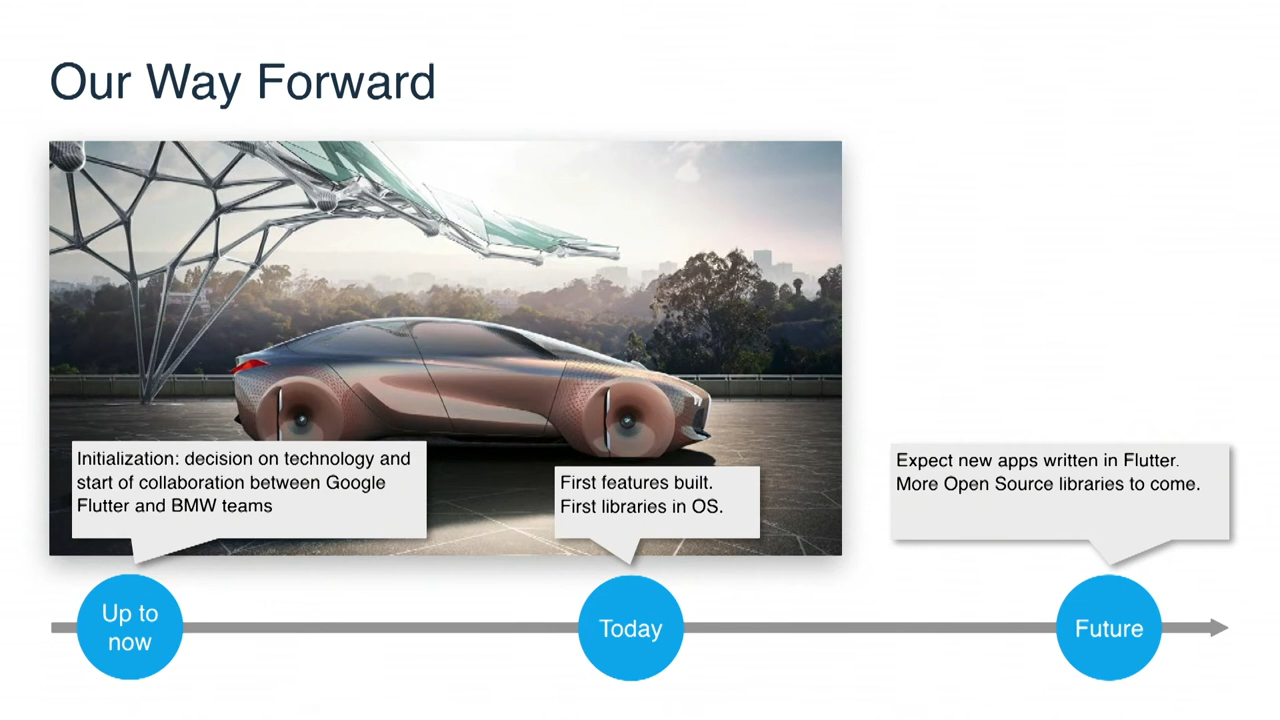 Our Way Forward
Initialization: decision on technology and
start of collaboration between Google
Flutter and BMW teams
First features built.
First libraries in OS.
Expect new apps written in Flutter.
More Open Source libraries to come.
Up to
now
Today
Future